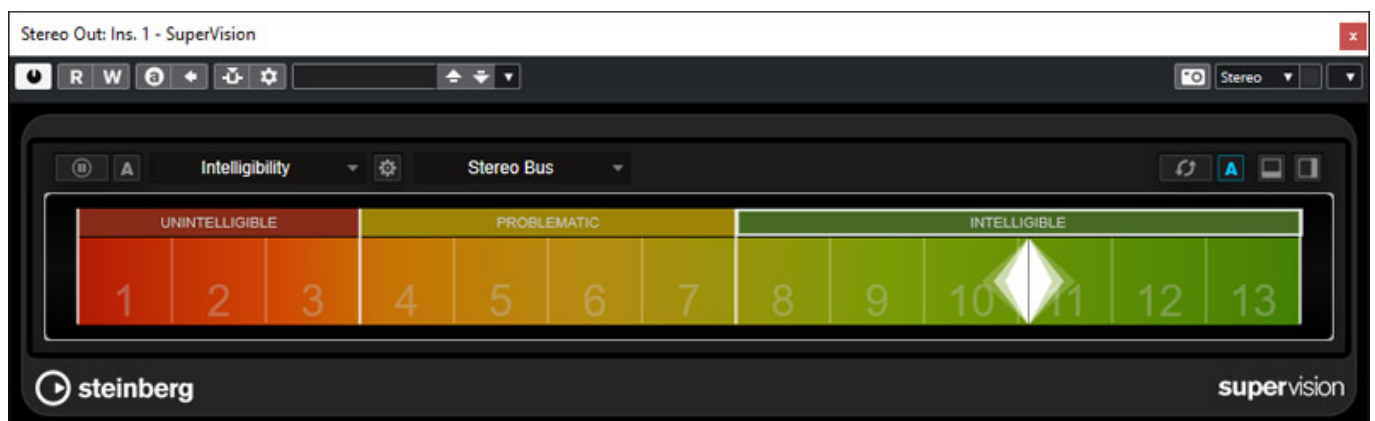 Stereo Out: Ins. 1 - SuperVision
x
R W a Stereo
A Intelligibility Stereo Bus A
UNINTELLIGIBLE PROBLEMATIC INTELLIGIBLE
1 2 3 4 5 6 7 8 9 10 11 12 13
steinberg supervision